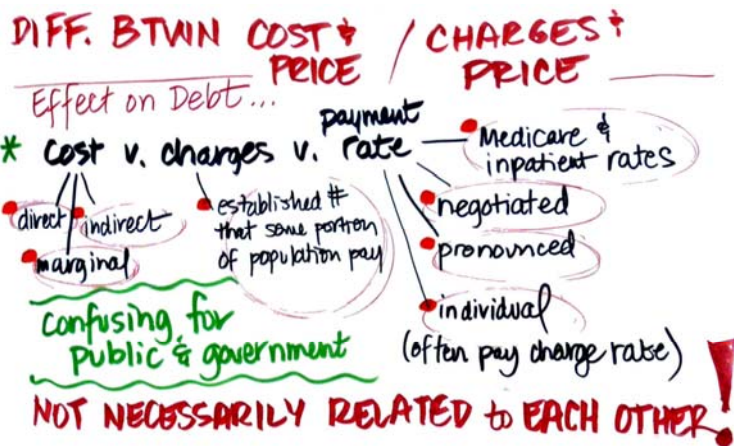 DIFF. BTWIN COST & / CHARGES &
PRICE PRICE
Effect on Debt...
payment
* cost v. charges v. rate
Medicare &
inpatient rates
direct indirect
marginal
established #
that some portion
of population pay
negotiated
pronounced
individual
(often pay charge rate)
confusing for
public & government
NOT NECESSARILY RELATED to EACH OTHER!